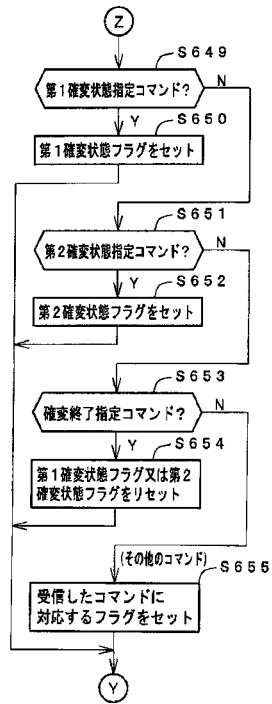 Z
S649
第1確変状態指定コマンド?
N
Y
S650
第1確変状態フラグをセット
S651
第2確変状態指定コマンド?
N
Y
S652
第2確変状態フラグをセット
S653
確変終了指定コマンド?
N
Y
S654
第1確変状態フラグ又は第2
確変状態フラグをリセット
(その他のコマンド)
S655
受信したコマンドに
対応するフラグをセット
Y